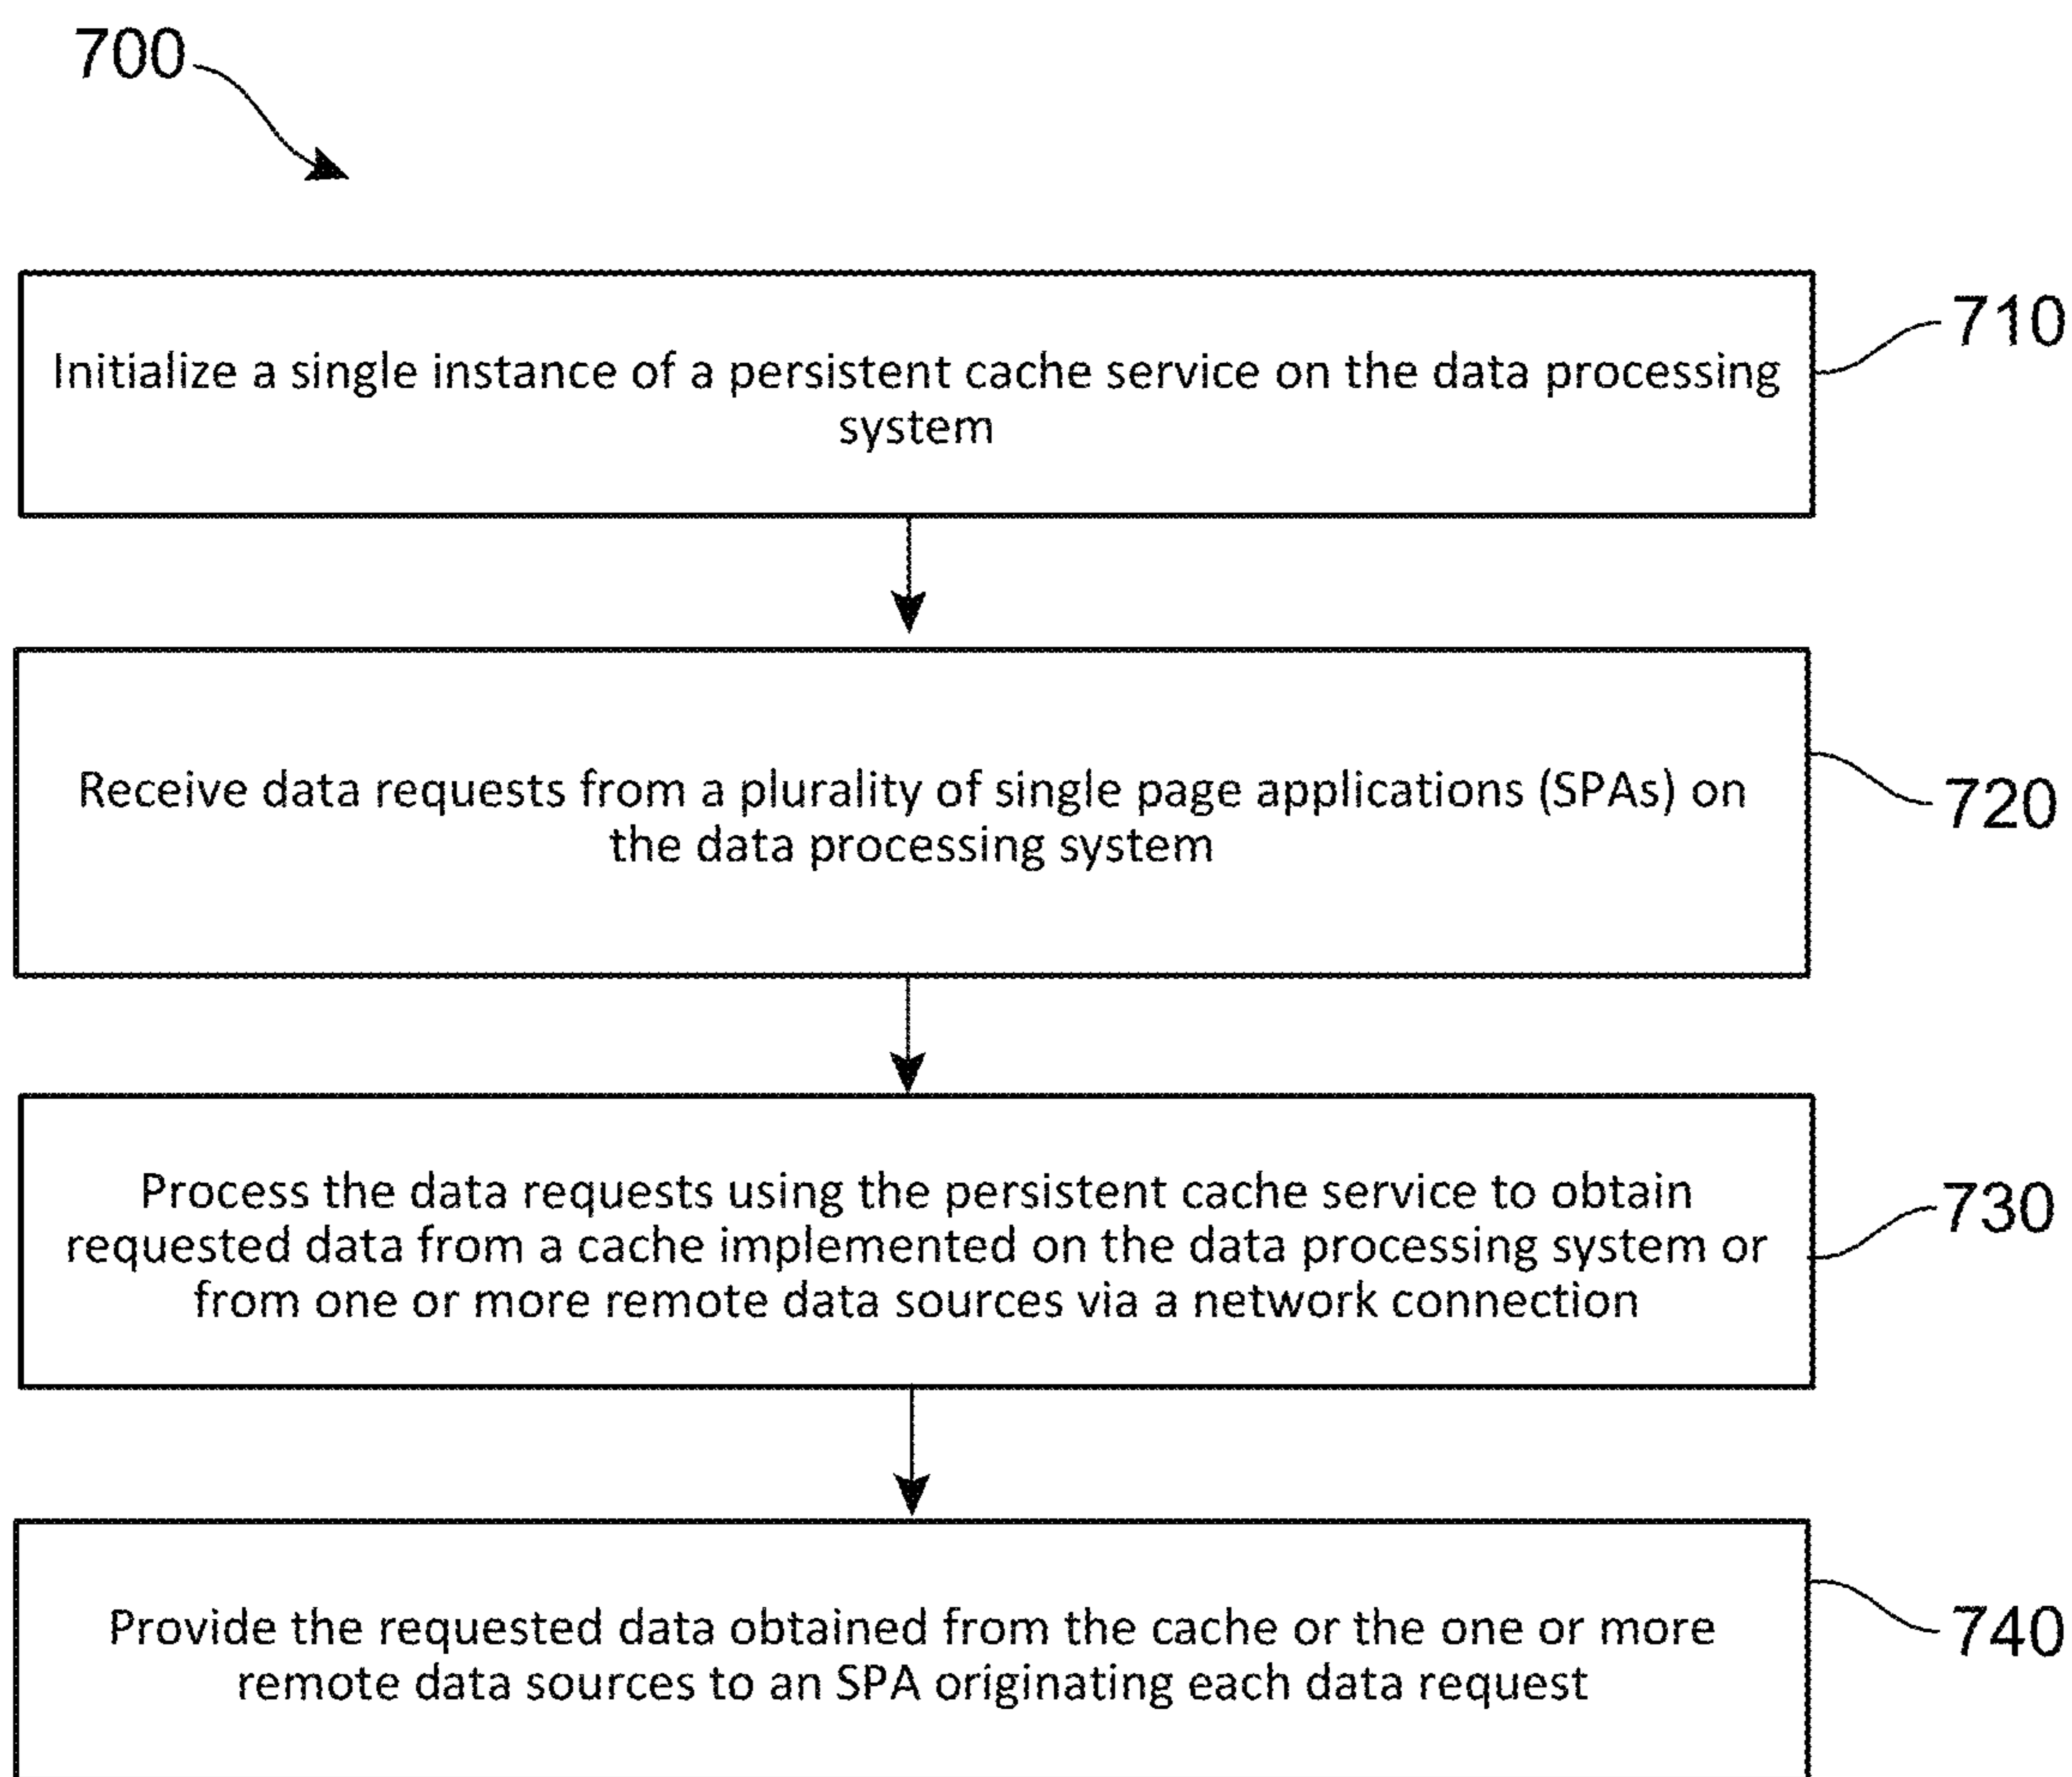 700
Initialize a single instance of a persistent cache service on the data processing
system
710
Receive data requests from a plurality of single page applications (SPAs) on
the data processing system
720
Process the data requests using the persistent cache service to obtain
requested data from a cache implemented on the data processing system or
from one or more remote data sources via a network connection
730
Provide the requested data obtained from the cache or the one or more
remote data sources to an SPA originating each data request
740